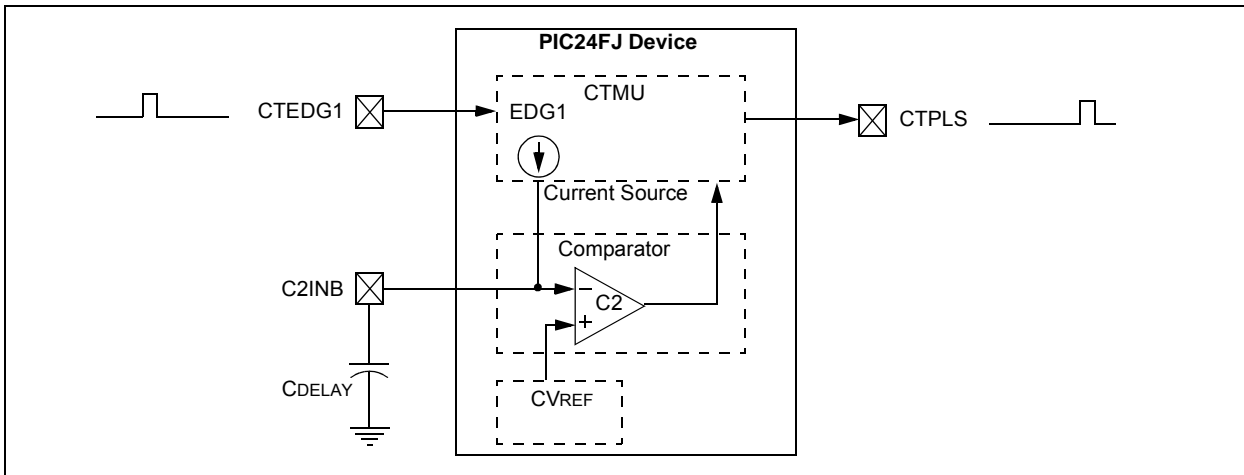 PIC24FJ Device
CTMU
CTEDG1
EDG1
CTPLS
Current Source
Comparator
C2INB
−
C2
+
CDELAY
CVREF